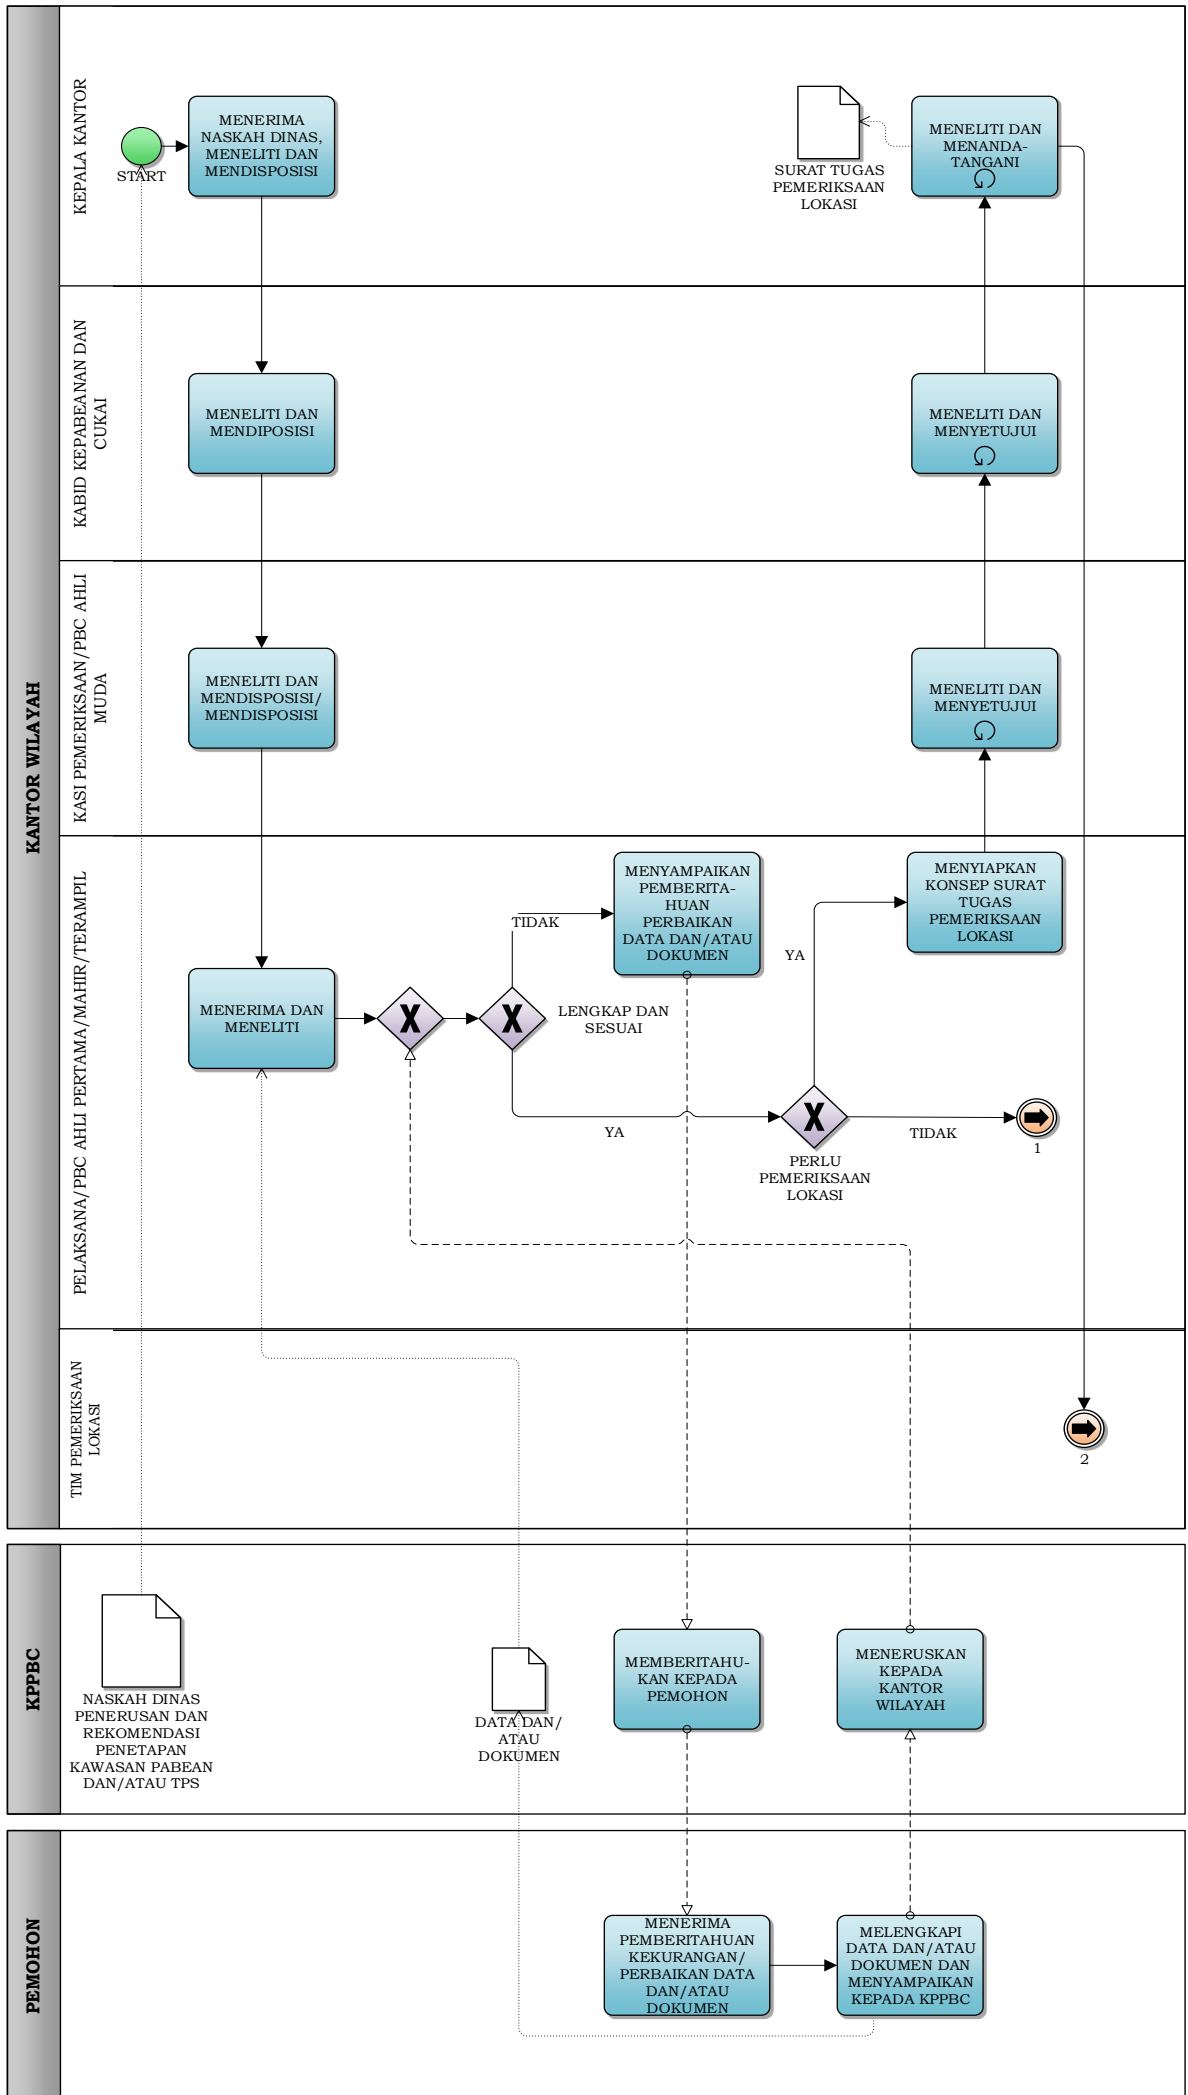 KANTOR WILAYAH
KEPALA KANTOR
START
MENERIMA
NASKAH DINAS,
MENELITI DAN
MENDISPOSISI
SURAT TUGAS
PEMERIKSAAN
LOKASI
MENELITI DAN
MENANDA-
TANGANI
KABID KEPABEANAN DAN
CUKAI
MENELITI DAN
MENDIPOSISI
MENELITI DAN
MENYETUJUI
KASI PEMERIKSAAN/PBC AHLI
MUDA
MENELITI DAN
MENDISPOSISI/
MENDISPOSISI
MENELITI DAN
MENYETUJUI
PELAKSANA/PBC AHLI PERTAMA/MAHIR/TERAMPIL
MENERIMA DAN
MENELITI
TIDAK
MENYAMPAIKAN
PEMBERITA-
HUAN
PERBAIKAN
DATA DAN/ATAU
DOKUMEN
LENGKAP DAN
SESUAI
YA
YA
MENYIAPKAN
KONSEP SURAT
TUGAS
PEMERIKSAAN
LOKASI
PERLU
PEMERIKSAAN
LOKASI
TIDAK
1
TIM PEMERIKSAAN
LOKASI
2
KPPBC
NASKAH DINAS
PENERUSAN DAN
REKOMENDASI
PENETAPAN
KAWASAN PABEAN
DAN/ATAU TPS
DATA DAN/
ATAU
DOKUMEN
MEMBERITAHU-
KAN KEPADA
PEMOHON
MENERUSKAN
KEPADA
KANTOR
WILAYAH
PEMOHON
MENERIMA
PEMBERITAHUAN
KEKURANGAN/
PERBAIKAN DATA
DAN/ATAU
DOKUMEN
MELENGKAPI
DATA DAN/ATAU
DOKUMEN DAN
MENYAMPAIKAN
KEPADA KPPBC